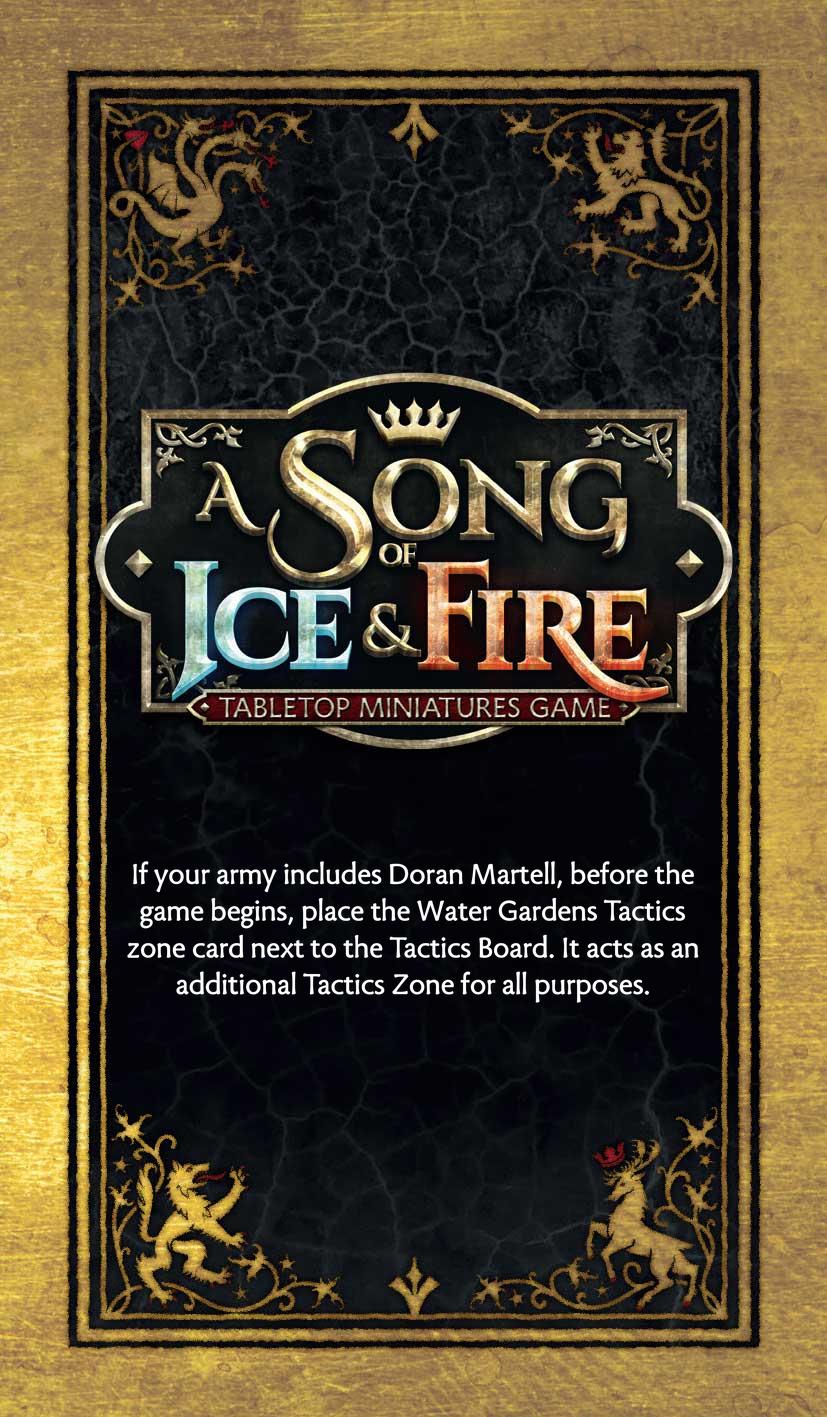 A SONG
OF
ICE & FIRE
TABLETOP MINIATURES GAME
If your army includes Doran Martell, before the
game begins, place the Water Gardens Tactics
zone card next to the Tactics Board. It acts as an
additional Tactics Zone for all purposes.